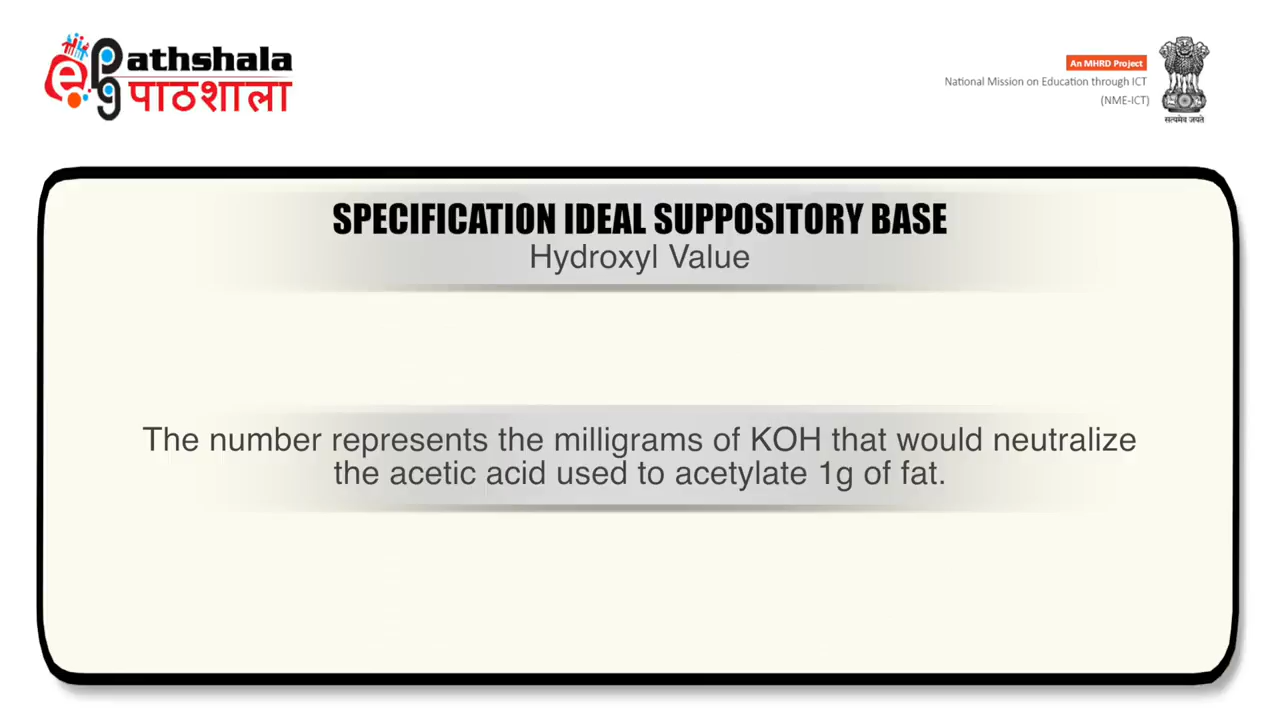 ePathshala
पाठशाला
An MHRD Project
National Mission on Education through ICT
(NME-ICT)
सत्यमेव जयते
SPECIFICATION IDEAL SUPPOSITORY BASE
Hydroxyl Value
The number represents the milligrams of KOH that would neutralize
the acetic acid used to acetylate 1g of fat.